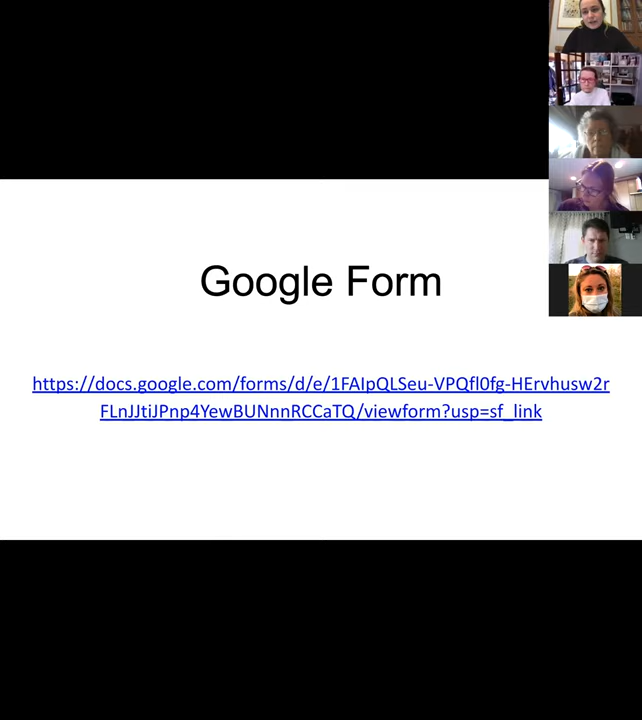 Google Form
https://docs.google.com/forms/d/e/1FAIpQLSeu-VPQfl0fg-HErvhusw2r
FLnJJtiJPnp4YewBUNnnRCCaTQ/viewform?usp=sf_link